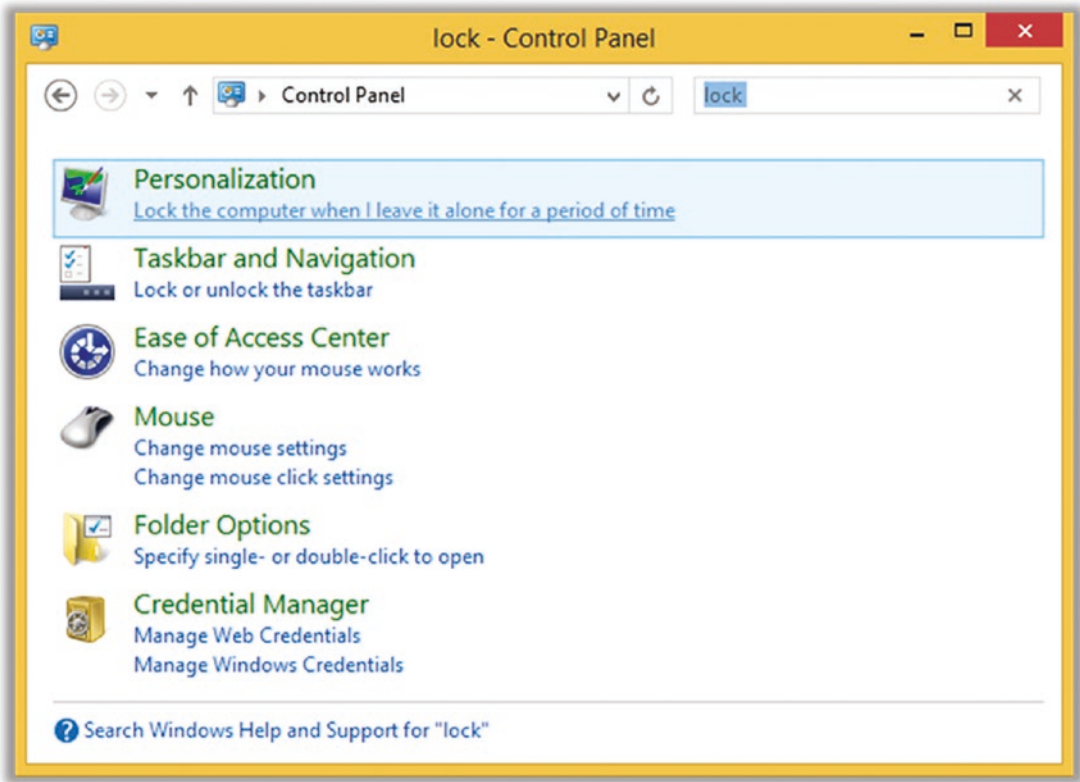 lock - Control Panel
Control Panel
lock
Personalization
Lock the computer when I leave it alone for a period of time
Taskbar and Navigation
Lock or unlock the taskbar
Ease of Access Center
Change how your mouse works
Mouse
Change mouse settings
Change mouse click settings
Folder Options
Specify single- or double-click to open
Credential Manager
Manage Web Credentials
Manage Windows Credentials
Search Windows Help and Support for "lock"